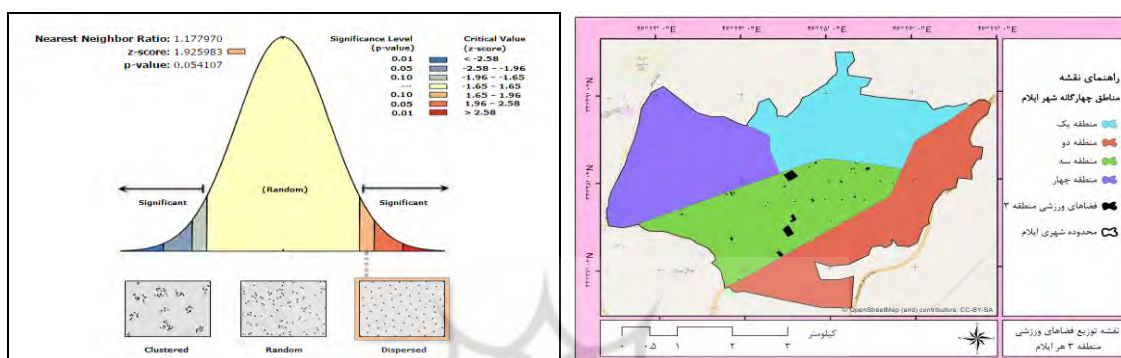 Nearest Neighbor Ratio: 1.177970
z-score: 1.925983
p-value: 0.054107
Significance Level
(p-value)
Critical Value
(z-score)
0.01 < -2.58
0.05 -2.58 – -1.96
0.10 -1.96 – -1.65
--- -1.65 – 1.65
0.10 1.65 – 1.96
0.05 1.96 – 2.58
0.01 > 2.58
(Random)
Significant
Significant
Clustered
Random
Dispersed
راهنمای نقشه
مناطق چهارگانه شهر ایلام
منطقه یک
منطقه دو
منطقه سه
منطقه چهار
فضاهای ورزشی منطقه ۳
محدوده شهری ایلام
© OpenStreetMap (and) contributors, CC-BY-SA
کیلومتر
۰ ۰.۵ ۱ ۲ ۳
نقشه توزیع فضاهای ورزشی
منطقه ۳ هر ایلام